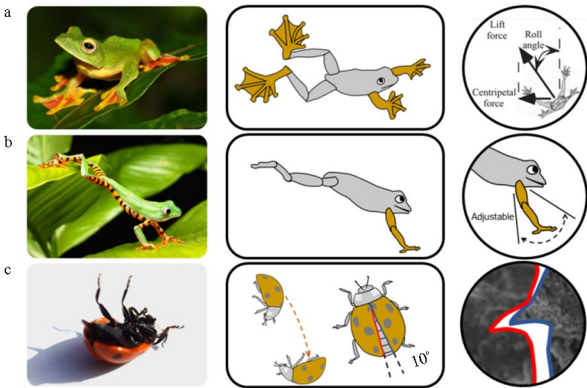 a
Lift
force
Roll
angle
Centripetal
force
b
Adjustable
c
10°